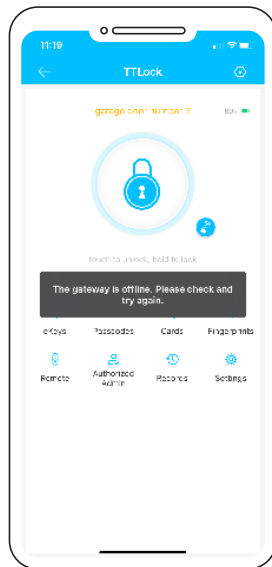 11:19
TTLock
garage door number 3
60%
touch to unlock, hold to lock
The gateway is offline. Please check and
try again.
eKeys Passcodes Cards Fingerprints
Remote Authorized Admin Records Settings